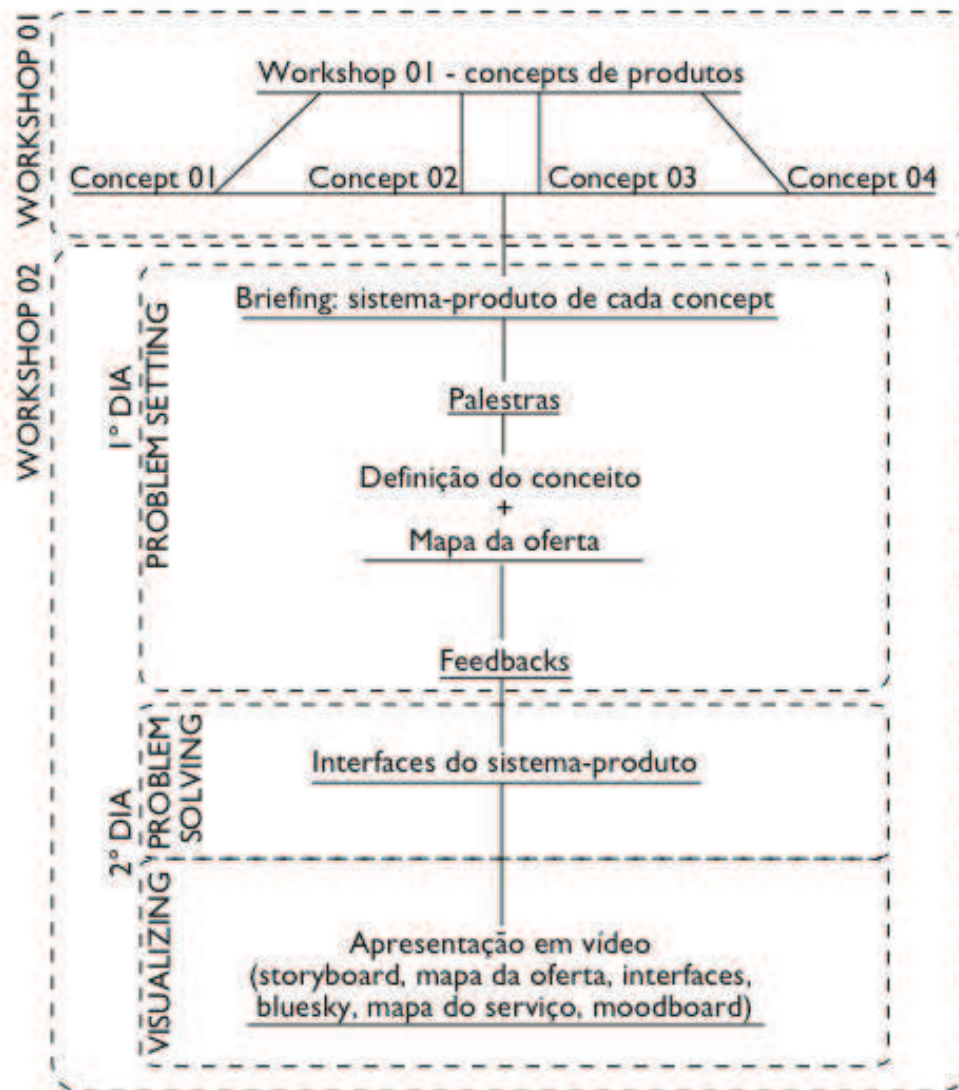 WORKSHOP 01
Workshop 01 - concepts de produtos
Concept 01
Concept 02
Concept 03
Concept 04
WORKSHOP 02
1° DIA
PROBLEM SETTING
Briefing: sistema-produto de cada concept
Palestras
Definição do conceito
+
Mapa da oferta
Feedbacks
2° DIA
PROBLEM
SOLVING
Interfaces do sistema-produto
VISUALIZING
Apresentação em vídeo
(storyboard, mapa da oferta, interfaces,
bluesky, mapa do serviço, moodboard)